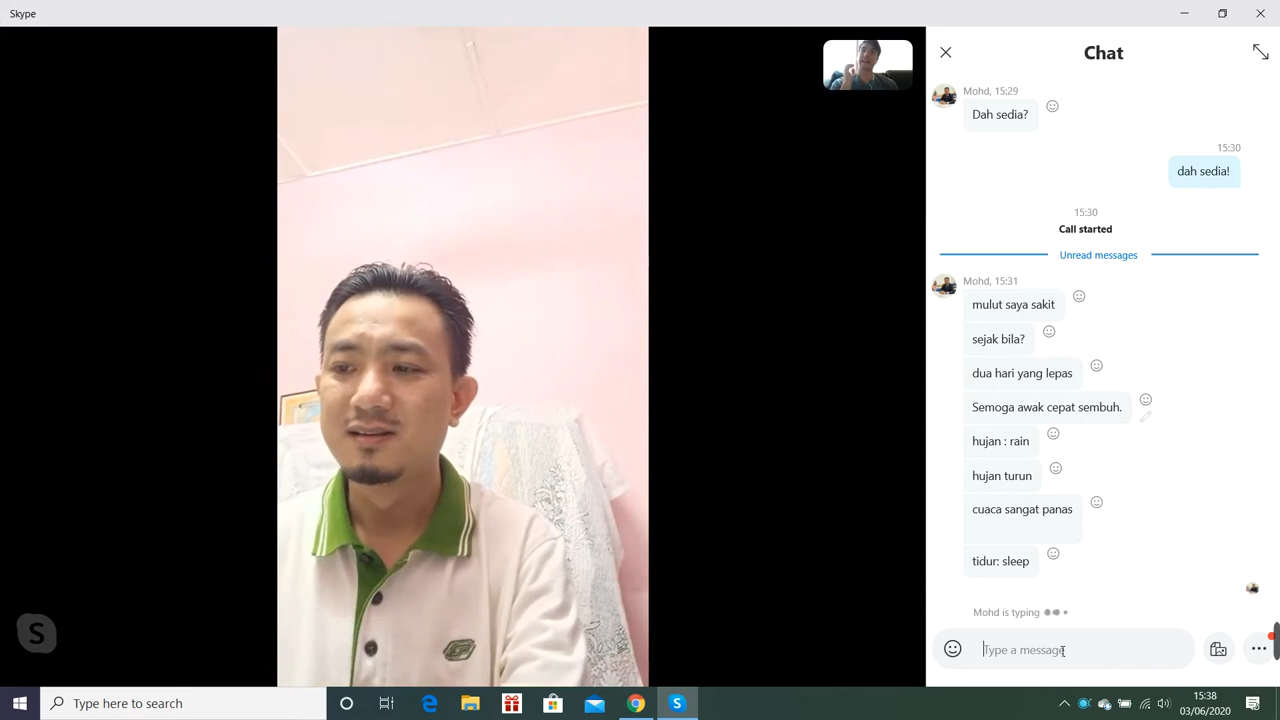 Skype
Chat
Mohd, 15:29
Dah sedia?
15:30
dah sedia!
15:30
Call started
Unread messages
Mohd, 15:31
mulut saya sakit
sejak bila?
dua hari yang lepas
Semoga awak cepat sembuh.
hujan : rain
hujan turun
cuaca sangat panas
tidur: sleep
Mohd is typing
Type a message
S
Type here to search
15:38
03/06/2020